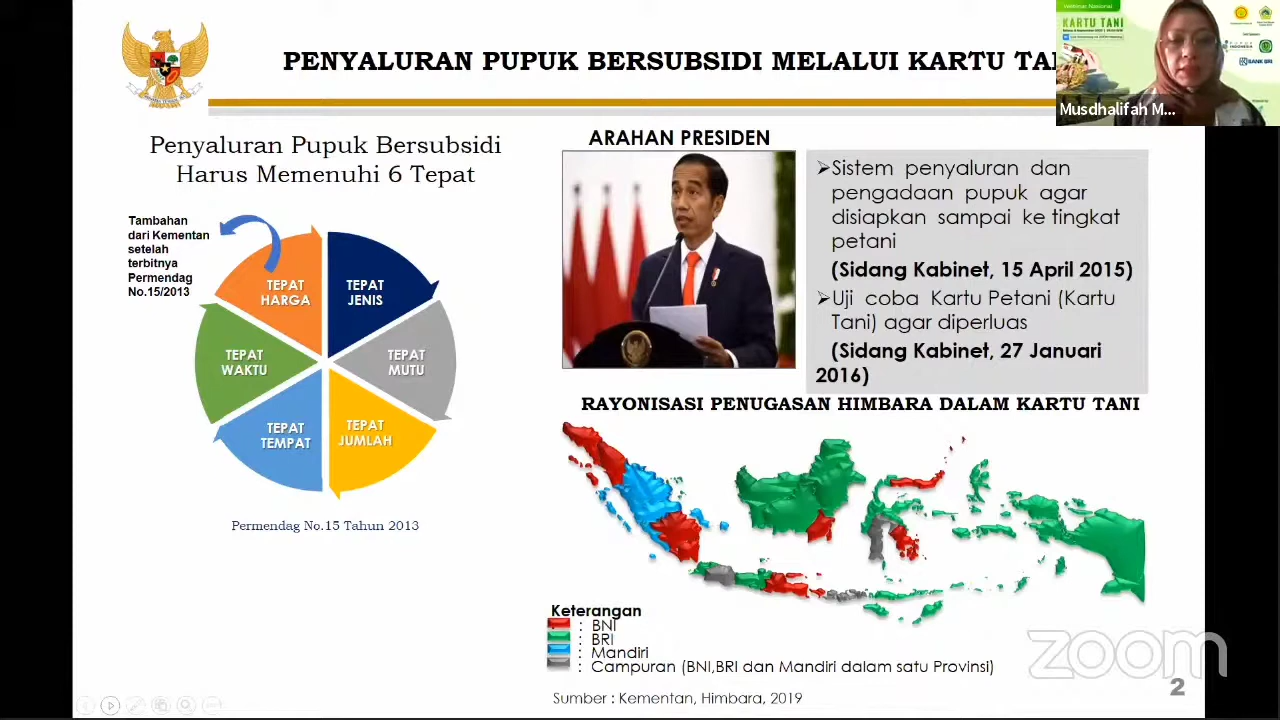 PENYALURAN PUPUK BERSUBSIDI MELALUI KARTU
Webinar Nasional
KARTU TANI
BANK BRI
Musdhalifah M...
Penyaluran Pupuk Bersubsidi
Harus Memenuhi 6 Tepat
Tambahan
dari Kementan
setelah
terbitnya
Permendag
No.15/2013
TEPAT
HARGA
TEPAT
JENIS
TEPAT
WAKTU
TEPAT
MUTU
TEPAT
TEMPAT
TEPAT
JUMLAH
Permendag No.15 Tahun 2013
ARAHAN PRESIDEN
➢Sistem penyaluran dan
pengadaan pupuk agar
disiapkan sampai ke tingkat
petani
(Sidang Kabinet, 15 April 2015)
➢Uji coba Kartu Petani (Kartu
Tani) agar diperluas
(Sidang Kabinet, 27 Januari
2016)
RAYONISASI PENUGASAN HIMBARA DALAM KARTU TANI
Keterangan
: BNI
: BRI
: Mandiri
: Campuran (BNI,BRI dan Mandiri dalam satu Provinsi)
Sumber : Kementan, Himbara, 2019
zoom
2